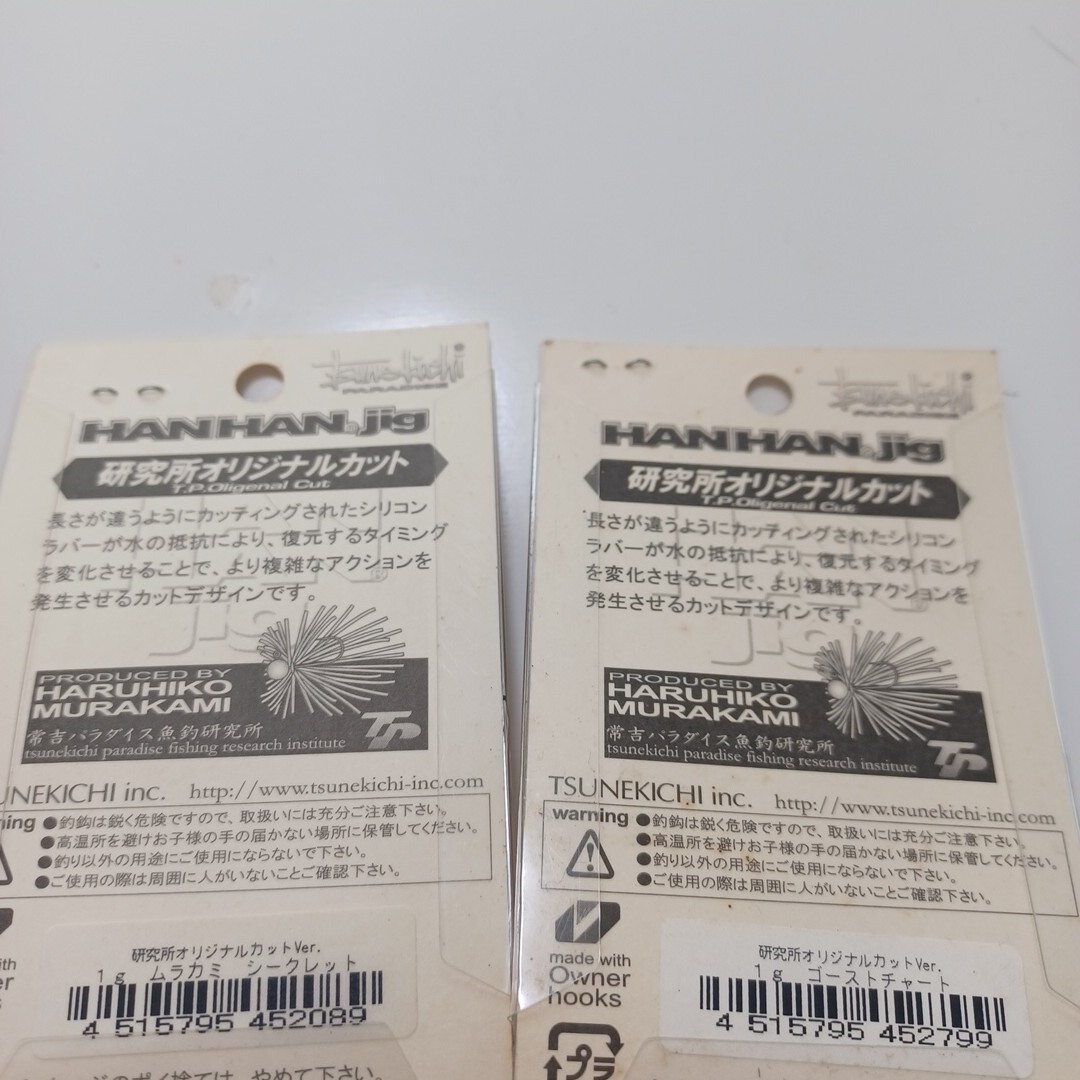 tsunekichi®
PARADISE
HANHAN®jig
研究所オリジナルカット
T.P.Oligenal Cut
長さが違うようにカッティングされたシリコン
ラバーが水の抵抗により、復元するタイミング
を変化させることで、より複雑なアクションを
発生させるカットデザインです。
PRODUCED BY
HARUHIKO
MURAKAMI
常吉パラダイス魚釣研究所
tsunekichi paradise fishing research institute
TP
UNEKICHI inc. http://www.tsunekichi-inc.com
ning
●釣鈎は鋭く危険ですので、取扱いには充分ご注意下さい。
●高温所を避けお子様の手の届かない場所に保管してください。
●釣り以外の用途にご使用にならないで下さい。
●ご使用の際は周囲に人がいないことご確認下さい。
ith
er
s
研究所オリジナルカットVer.
1g ムラカミ シークレット
4 515795 452089
のポイ捨ては、やめて下さい。
tsunekichi®
PARADISE
HANHAN®jig
研究所オリジナルカット
T.P.Oligenal Cut
長さが違うようにカッティングされたシリコン
ラバーが水の抵抗により、復元するタイミング
を変化させることで、より複雑なアクションを
発生させるカットデザインです。
PRODUCED BY
HARUHIKO
MURAKAMI
常吉パラダイス魚釣研究所
tsunekichi paradise fishing research institute
TP
TSUNEKICHI inc. http://www.tsunekichi-inc.com
warning
●釣鈎は鋭く危険ですので、取扱いには充分ご注意下さい。
●高温所を避けお子様の手の届かない場所に保管してください。
●釣り以外の用途にご使用にならないで下さい。
●ご使用の際は周囲に人がいないことご確認下さい。
made with
Owner
hooks
プラ
研究所オリジナルカットVer.
1g ゴーストチャート
4 515795 452799